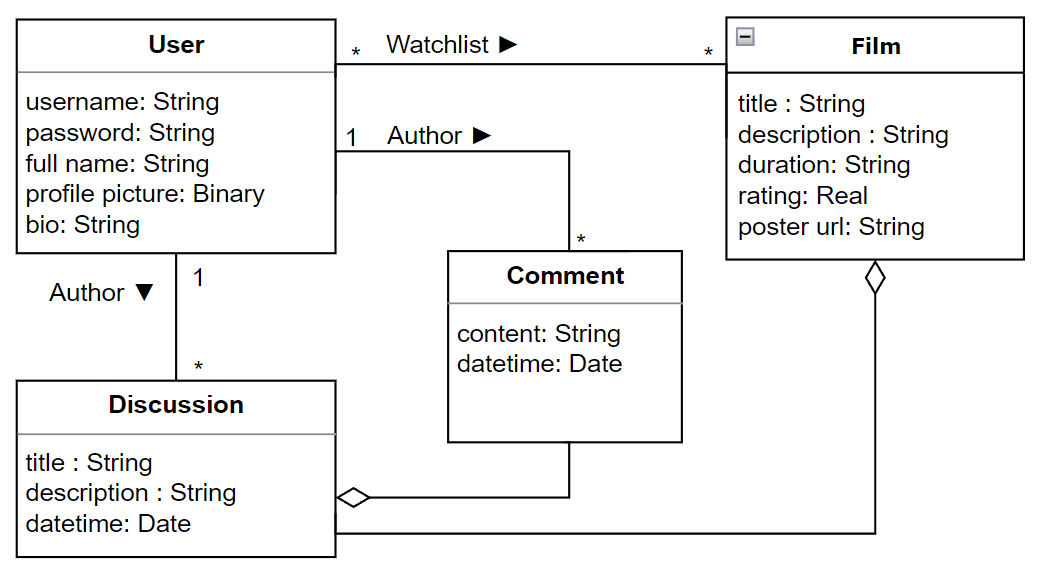 User
username: String
password: String
full name: String
profile picture: Binary
bio: String
* Watchlist ► *
1 Author ►
*
Film
title : String
description : String
duration: String
rating: Real
poster url: String
Author ▼ 1
*
Comment
content: String
datetime: Date
Discussion
title : String
description : String
datetime: Date